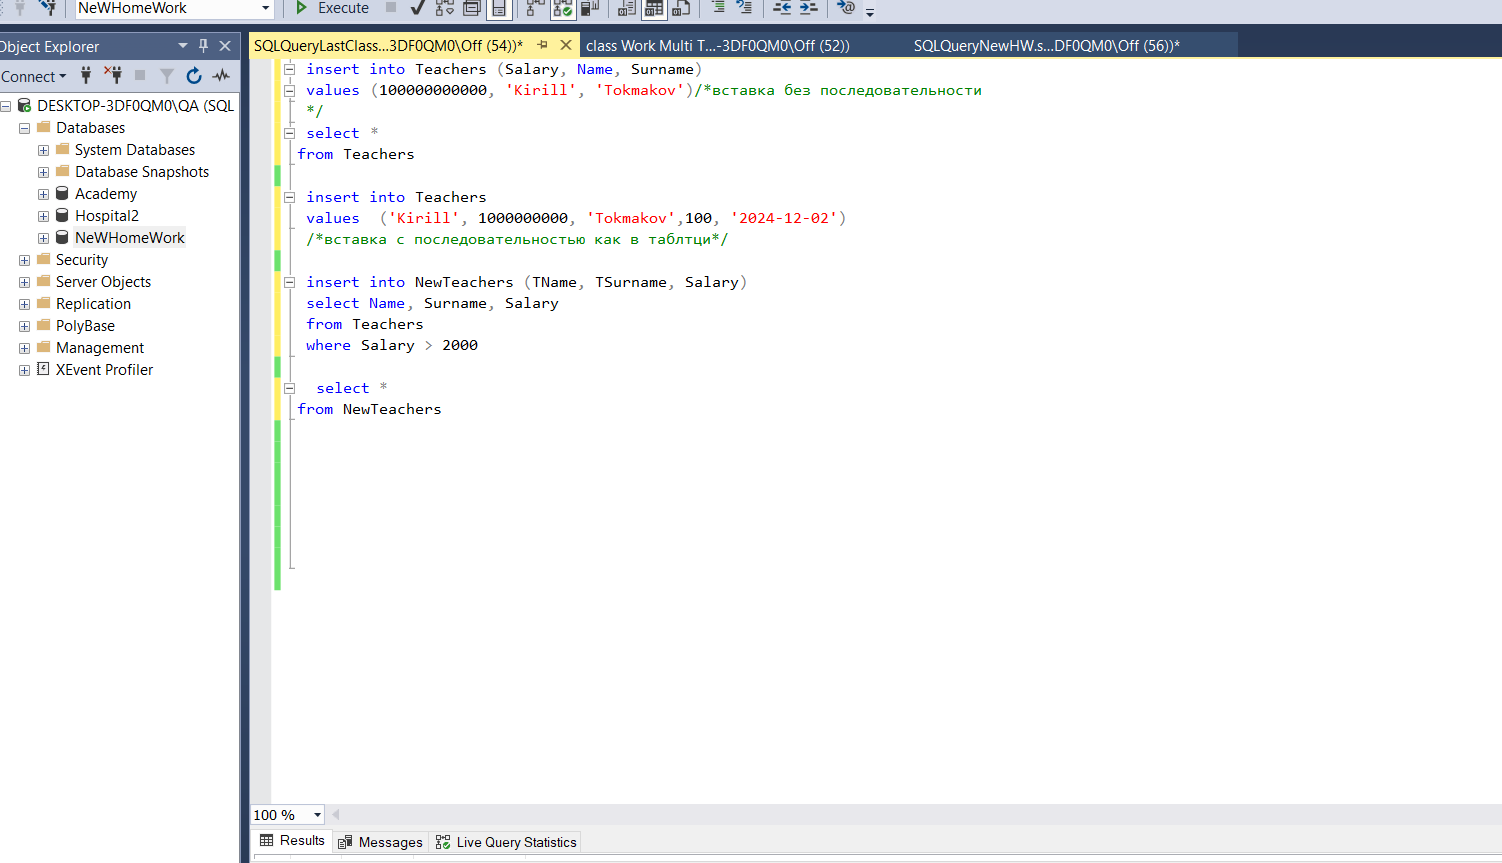 NeWHomeWork
Execute
Object Explorer
SQLQueryLastClass...3DF0QM0\Off (54))*
class Work Multi T...-3DF0QM0\Off (52))
SQLQueryNewHW.s...DF0QM0\Off (56))*
Connect
DESKTOP-3DF0QM0\QA (SQL
Databases
System Databases
Database Snapshots
Academy
Hospital2
NeWHomeWork
Security
Server Objects
Replication
PolyBase
Management
XEvent Profiler
insert into Teachers (Salary, Name, Surname)
values (100000000000, 'Kirill', 'Tokmakov')/*вставка без последовательности
*/
select *
from Teachers
insert into Teachers
values  ('Kirill', 1000000000, 'Tokmakov',100, '2024-12-02')
/*вставка с последовательностью как в таблтци*/
insert into NewTeachers (TName, TSurname, Salary)
select Name, Surname, Salary
from Teachers
where Salary > 2000
select *
from NewTeachers
100 %
Results
Messages
Live Query Statistics